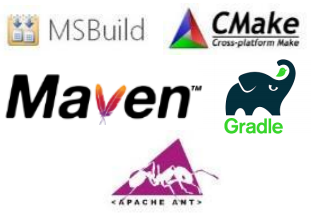 MSBuild
CMake
Cross-platform Make
Maven™
Gradle
<APACHE ANT>